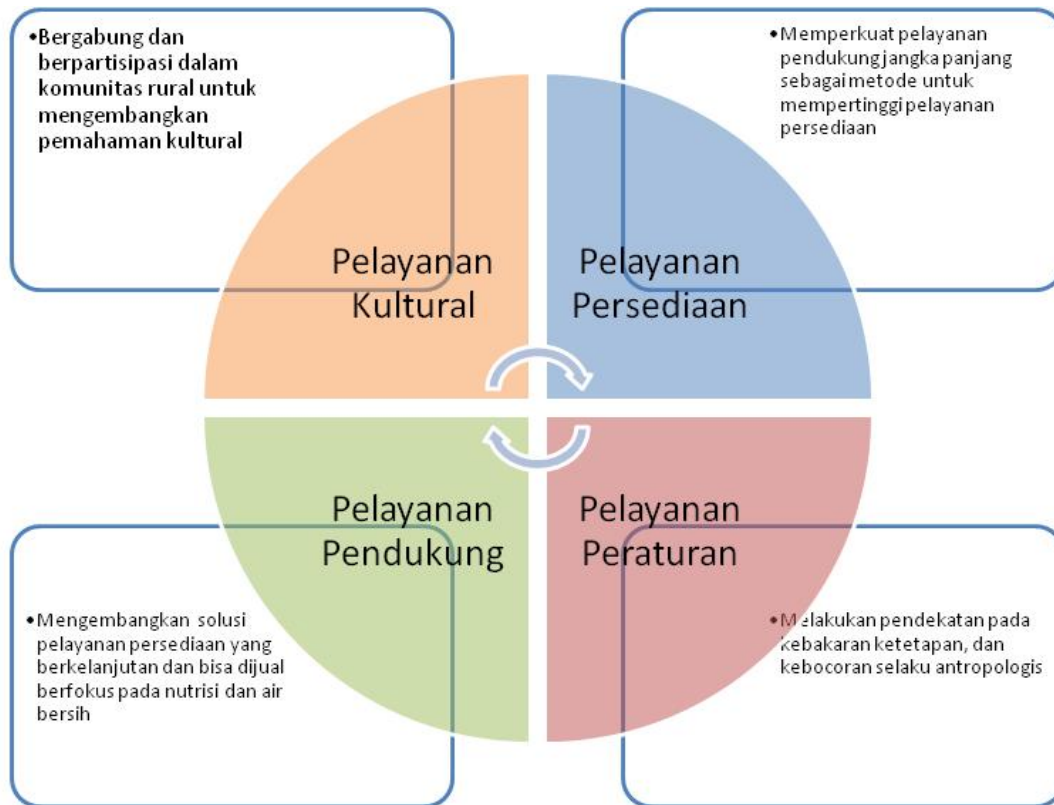 •Bergabung dan
berpartisipasi dalam
komunitas rural untuk
mengembangkan
pemahaman kultural
•Memperkuat pelayanan
pendukung jangka panjang
sebagai metode untuk
mempertinggi pelayanan
persediaan
Pelayanan
Kultural
Pelayanan
Persediaan
Pelayanan
Pendukung
Pelayanan
Peraturan
•Mengembangkan solusi
pelayanan persediaan yang
berkelanjutan dan bisa dijual
berfokus pada nutrisi dan air
bersih
•Melakukan pendekatan pada
kebakaran ketetapan, dan
kebocoran selaku antropologis